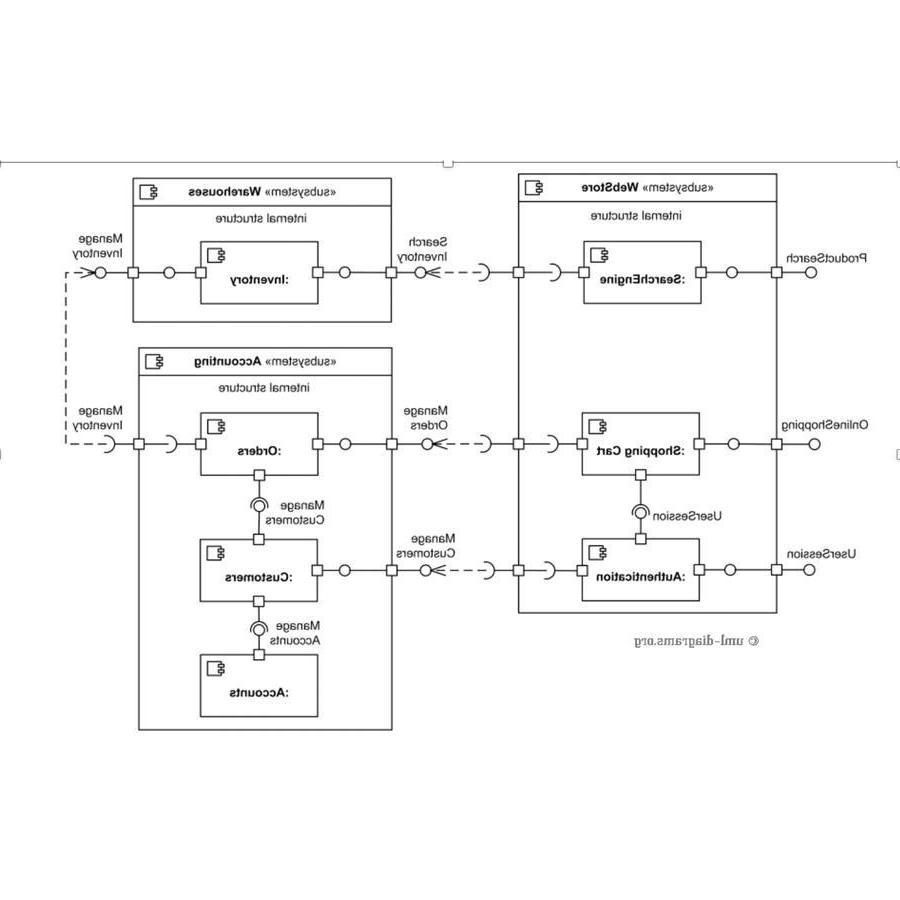 «subsystem» WebStore
internal structure
:SearchEngine
ProductSearch
:Shopping Cart
OnlineShopping
UserSession
:Authentication
UserSession
«subsystem» Warehouses
internal structure
:Inventory
Search
Inventory
Manage
Inventory
«subsystem» Accounting
internal structure
:Orders
Manage
Orders
Manage
Inventory
Manage
Customers
:Customers
Manage
Customers
Manage
Accounts
:Accounts
© uml-diagrams.org